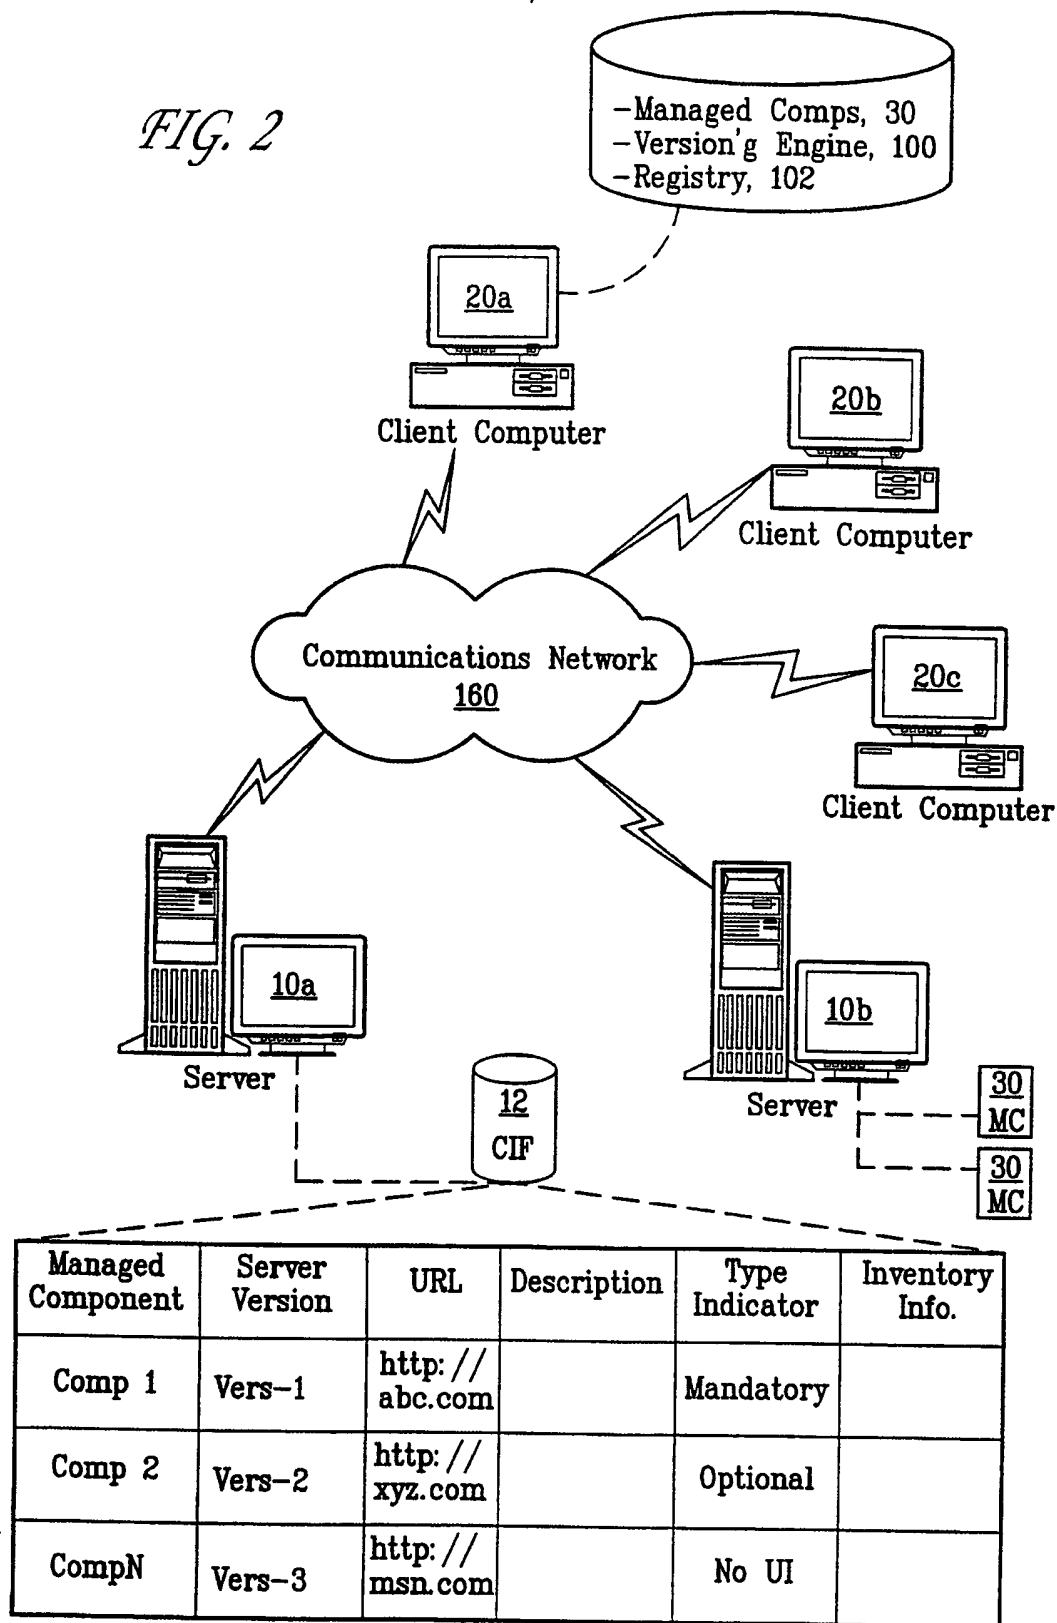 FIG. 2
-Managed Comps, 30
-Version'g Engine, 100
-Registry, 102
20a
Client Computer
20b
Client Computer
Communications Network
160
20c
Client Computer
10a
Server
10b
Server
12
CIF
30
MC
30
MC
Managed Component
Server Version
URL
Description
Type Indicator
Inventory Info.
Comp 1
Vers-1
http://
abc.com
Mandatory
Comp 2
Vers-2
http://
xyz.com
Optional
CompN
Vers-3
http://
msn.com
No UI